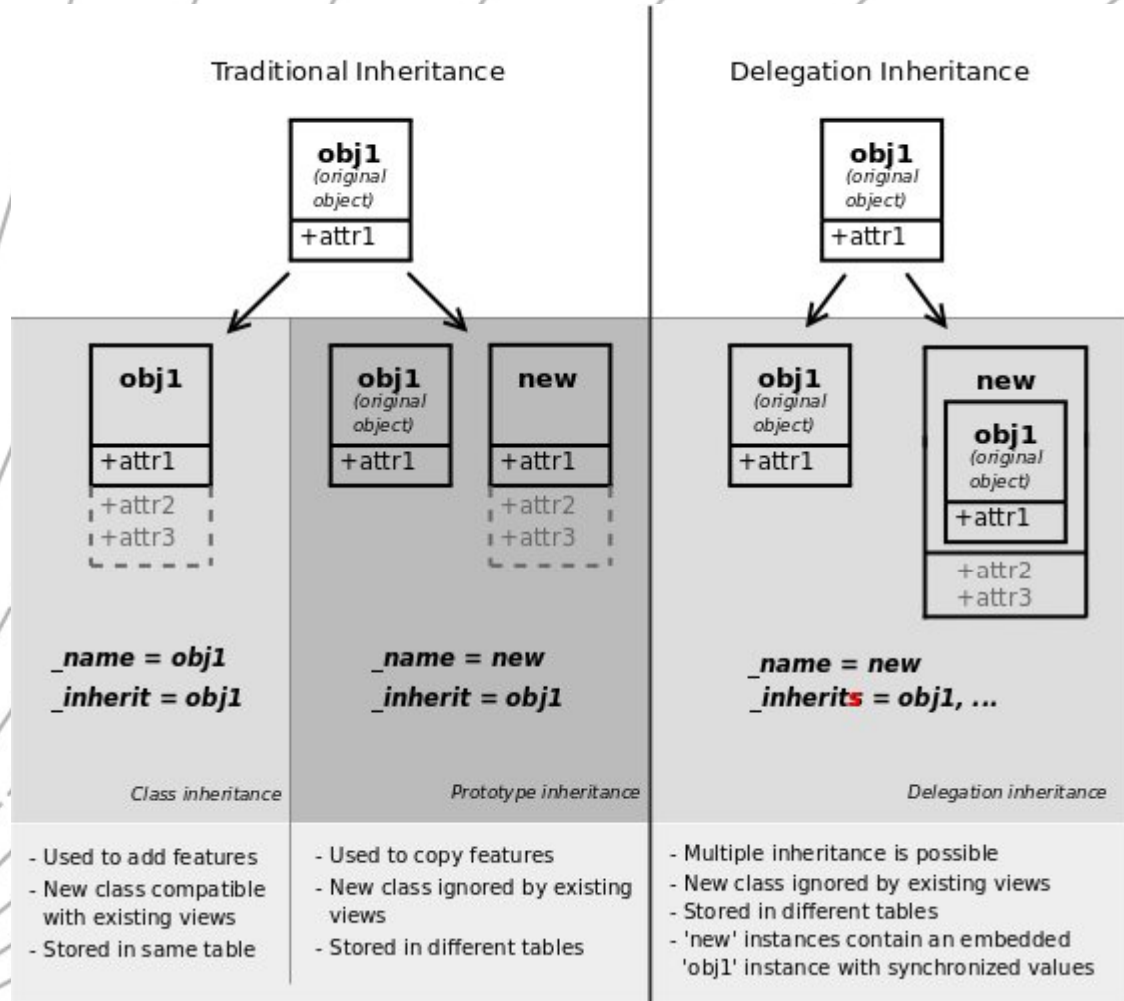 Traditional Inheritance
Delegation Inheritance
obj1
(original
object)
+attr1
obj1
(original
object)
+attr1
obj1
+attr1
+attr2
+attr3
_name = obj1
_inherit = obj1
Class inheritance
obj1
(original
object)
+attr1
new
+attr1
+attr2
+attr3
_name = new
_inherit = obj1
Prototype inheritance
obj1
(original
object)
+attr1
new
obj1
(original
object)
+attr1
+attr2
+attr3
_name = new
_inherits = obj1, ...
Delegation inheritance
- Used to add features
- New class compatible
with existing views
- Stored in same table
- Used to copy features
- New class ignored by existing
views
- Stored in different tables
- Multiple inheritance is possible
- New class ignored by existing views
- Stored in different tables
- 'new' instances contain an embedded
'obj1' instance with synchronized values